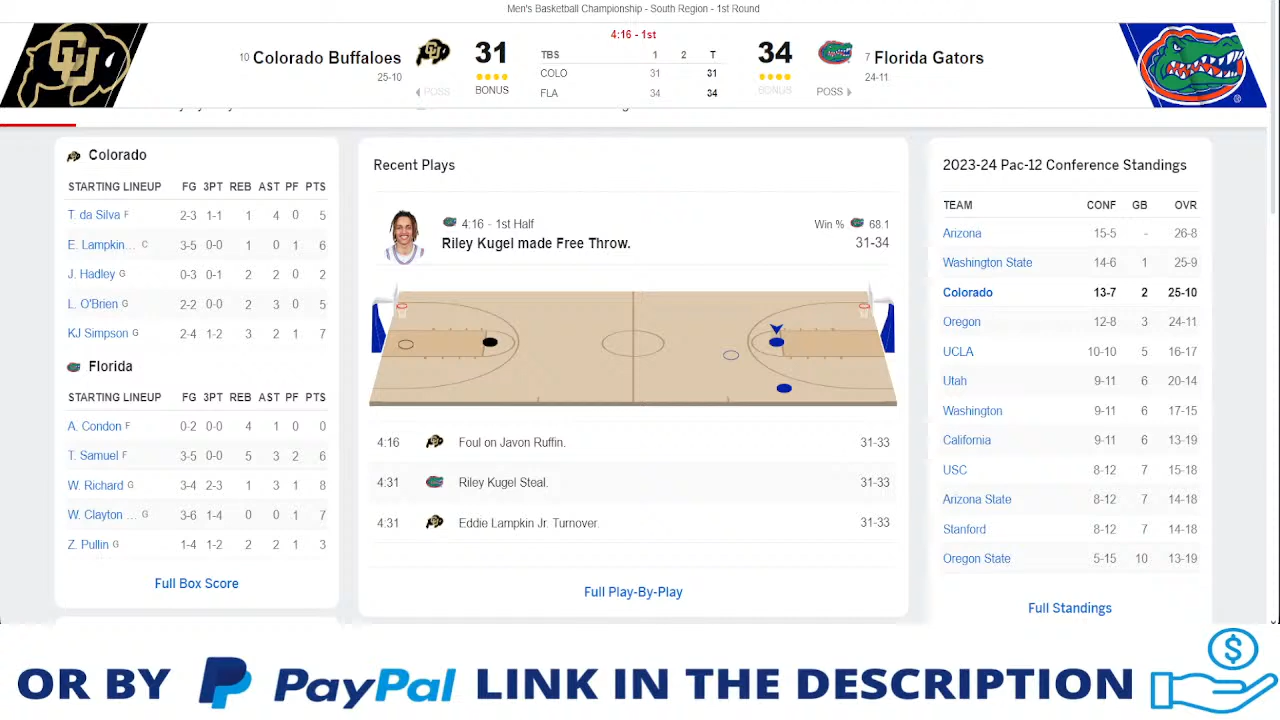 Men's Basketball Championship - South Region - 1st Round
10 Colorado Buffaloes
25-10
POSS
31
BONUS
4:16 - 1st
TBS 1 2 T
COLO 31 31
FLA 34 34
34
BONUS
7 Florida Gators
24-11
POSS
Colorado
STARTING LINEUP FG 3PT REB AST PF PTS
T. da Silva F 2-3 1-1 1 4 0 5
E. Lampkin... C 3-5 0-0 1 0 1 6
J. Hadley G 0-3 0-1 2 2 0 2
L. O'Brien G 2-2 0-0 2 3 0 5
KJ Simpson G 2-4 1-2 3 2 1 7
Florida
STARTING LINEUP FG 3PT REB AST PF PTS
A. Condon F 0-2 0-0 4 1 0 0
T. Samuel F 3-5 0-0 5 3 2 6
W. Richard G 3-4 2-3 1 3 1 8
W. Clayton ... G 3-6 1-4 0 0 1 7
Z. Pullin G 1-4 1-2 2 2 1 3
Full Box Score
Recent Plays
4:16 - 1st Half
Riley Kugel made Free Throw.
Win % 68.1
31-34
4:16 Foul on Javon Ruffin. 31-33
4:31 Riley Kugel Steal. 31-33
4:31 Eddie Lampkin Jr. Turnover. 31-33
Full Play-By-Play
2023-24 Pac-12 Conference Standings
TEAM CONF GB OVR
Arizona 15-5 - 26-8
Washington State 14-6 1 25-9
Colorado 13-7 2 25-10
Oregon 12-8 3 24-11
UCLA 10-10 5 16-17
Utah 9-11 6 20-14
Washington 9-11 6 17-15
California 9-11 6 13-19
USC 8-12 7 15-18
Arizona State 8-12 7 14-18
Stanford 8-12 7 14-18
Oregon State 5-15 10 13-19
Full Standings
OR BY PayPal LINK IN THE DESCRIPTION